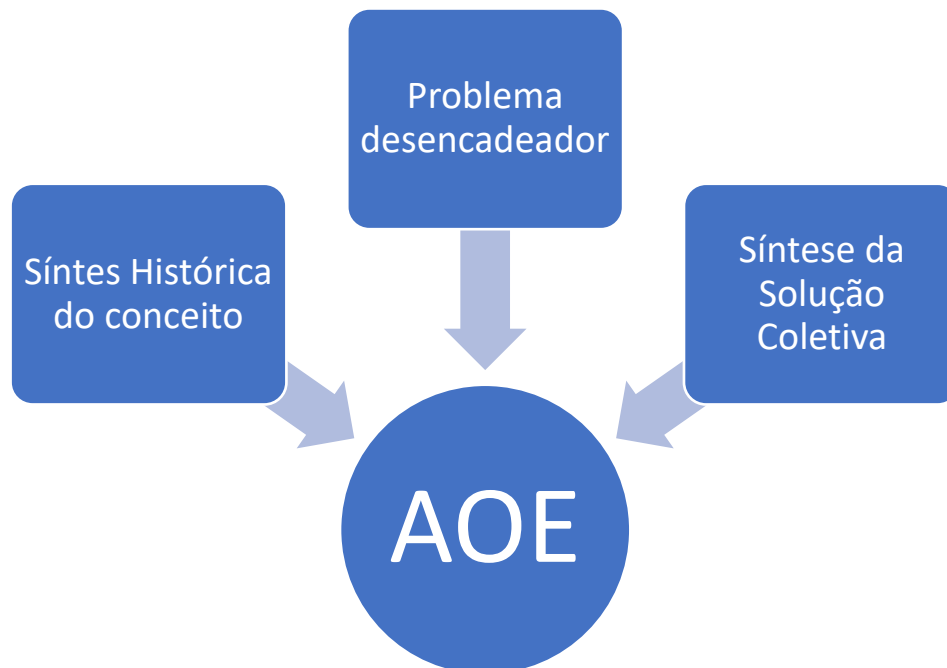 Síntes Histórica
do conceito
Problema
desencadeador
Síntese da
Solução
Coletiva
AOE